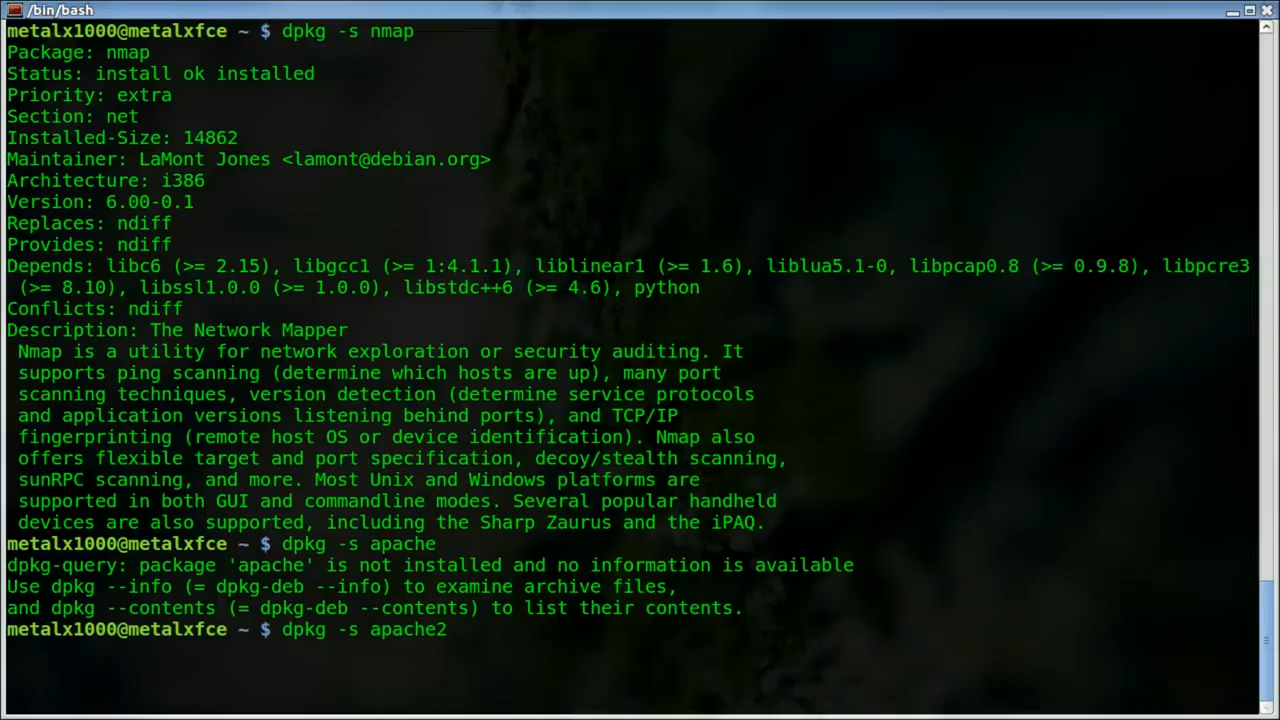 /bin/bash
metalx1000@metalxfce ~ $ dpkg -s nmap
Package: nmap
Status: install ok installed
Priority: extra
Section: net
Installed-Size: 14862
Maintainer: LaMont Jones <lamont@debian.org>
Architecture: i386
Version: 6.00-0.1
Replaces: ndiff
Provides: ndiff
Depends: libc6 (>= 2.15), libgcc1 (>= 1:4.1.1), liblinear1 (>= 1.6), liblua5.1-0, libpcap0.8 (>= 0.9.8), libpcre3
 (>= 8.10), libssl1.0.0 (>= 1.0.0), libstdc++6 (>= 4.6), python
Conflicts: ndiff
Description: The Network Mapper
 Nmap is a utility for network exploration or security auditing. It
 supports ping scanning (determine which hosts are up), many port
 scanning techniques, version detection (determine service protocols
 and application versions listening behind ports), and TCP/IP
 fingerprinting (remote host OS or device identification). Nmap also
 offers flexible target and port specification, decoy/stealth scanning,
 sunRPC scanning, and more. Most Unix and Windows platforms are
 supported in both GUI and commandline modes. Several popular handheld
 devices are also supported, including the Sharp Zaurus and the iPAQ.
metalx1000@metalxfce ~ $ dpkg -s apache
dpkg-query: package 'apache' is not installed and no information is available
Use dpkg --info (= dpkg-deb --info) to examine archive files,
and dpkg --contents (= dpkg-deb --contents) to list their contents.
metalx1000@metalxfce ~ $ dpkg -s apache2